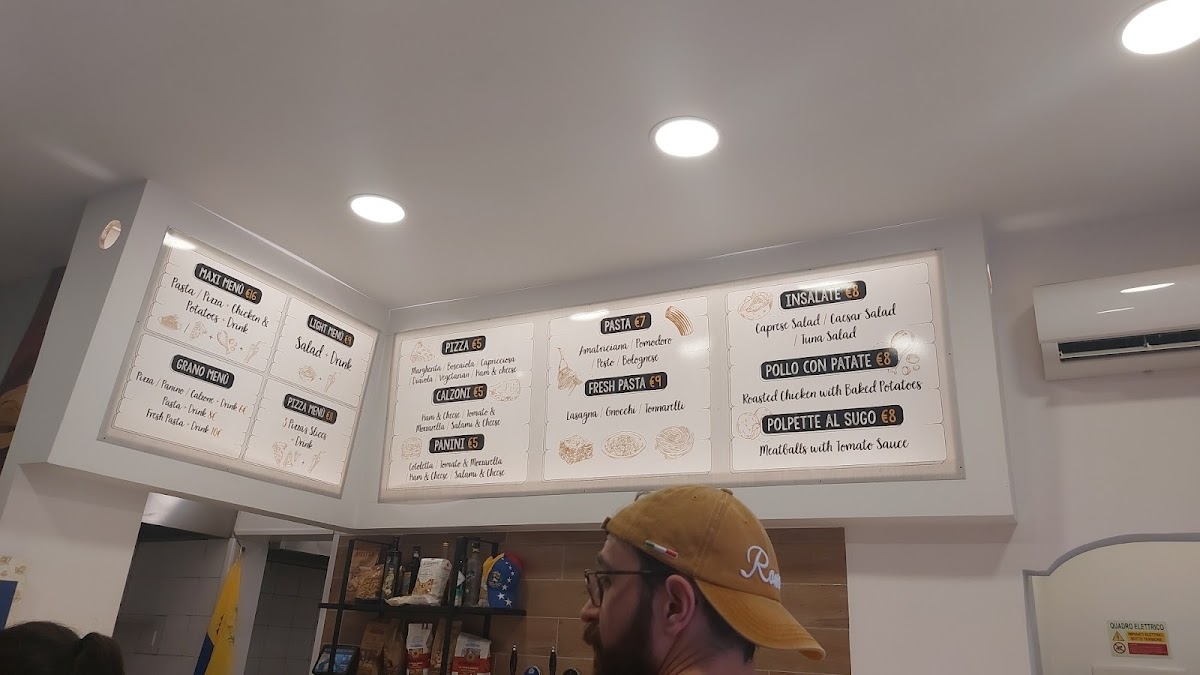 MAXI MENÙ €16
Pasta / Pizza - Chicken &
Potatoes - Drink
LIGHT MENÙ €9
Salad - Drink
GRANO MENÙ
Pizza / Panino / Calzone - Drink 6€
Pasta - Drink 8€
Fresh Pasta - Drink 10€
PIZZA MENÙ €8
3 Pizza's Slices
- Drink
PIZZA €5
Margherita / Boscaiola / Capricciosa
Diavola / Vegetarian / Ham & cheese
CALZONI €5
Ham & Cheese / Tomato &
Mozzarella / Salami & Cheese
PANINI €5
Cotoletta / Tomato & Mozzarella
Ham & Cheese / Salami & Cheese
PASTA €7
Amatriciana / Pomodoro
/ Pesto / Bolognese
FRESH PASTA €9
Lasagna / Gnocchi / Tonnarelli
INSALATE €8
Caprese Salad / Caesar Salad
/ Tuna Salad
POLLO CON PATATE €8
Roasted Chicken with Baked Potatoes
POLPETTE AL SUGO €8
Meatballs with Tomato Sauce
QUADRO ELETTRICO